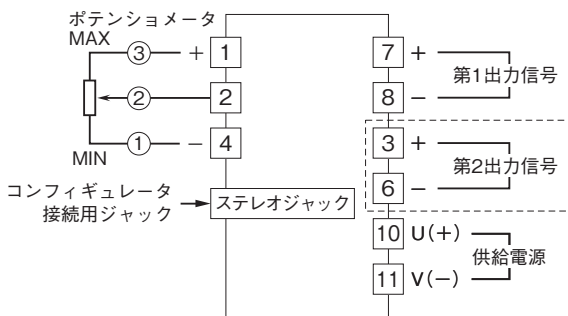 ポテンショメータ
MAX
③ + 1
② 2
① − 4
MIN
コンフィギュレータ
接続用ジャック
ステレオジャック
7 +
第1出力信号
8 −
3 +
第2出力信号
6 −
10 U(+)
供給電源
11 V(−)